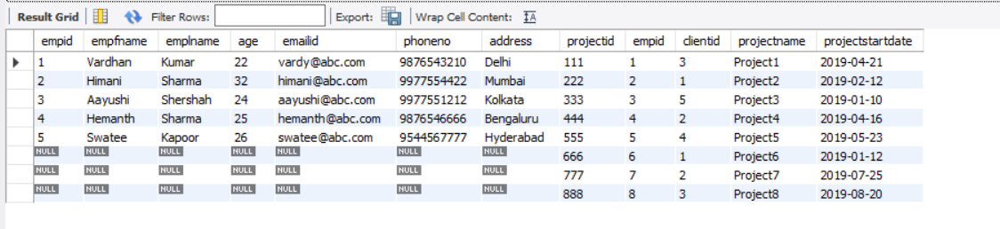 Result Grid Filter Rows: Export: Wrap Cell Content: IA
empid empfname emplname age emailid phoneno address projectid empid clientid projectname projectstartdate
1 Vardhan Kumar 22 vardy@abc.com 9876543210 Delhi 111 1 3 Project1 2019-04-21
2 Himani Sharma 32 himani@abc.com 9977554422 Mumbai 222 2 1 Project2 2019-02-12
3 Aayushi Shershah 24 aayushi@abc.com 9977551212 Kolkata 333 3 5 Project3 2019-01-10
4 Hemanth Sharma 25 hemanth@abc.com 9876546666 Bengaluru 444 4 2 Project4 2019-04-16
5 Swatee Kapoor 26 swatee@abc.com 9544567777 Hyderabad 555 5 4 Project5 2019-05-23
NULL NULL NULL NULL NULL NULL NULL 666 6 1 Project6 2019-01-12
NULL NULL NULL NULL NULL NULL NULL 777 7 2 Project7 2019-07-25
NULL NULL NULL NULL NULL NULL NULL 888 8 3 Project8 2019-08-20